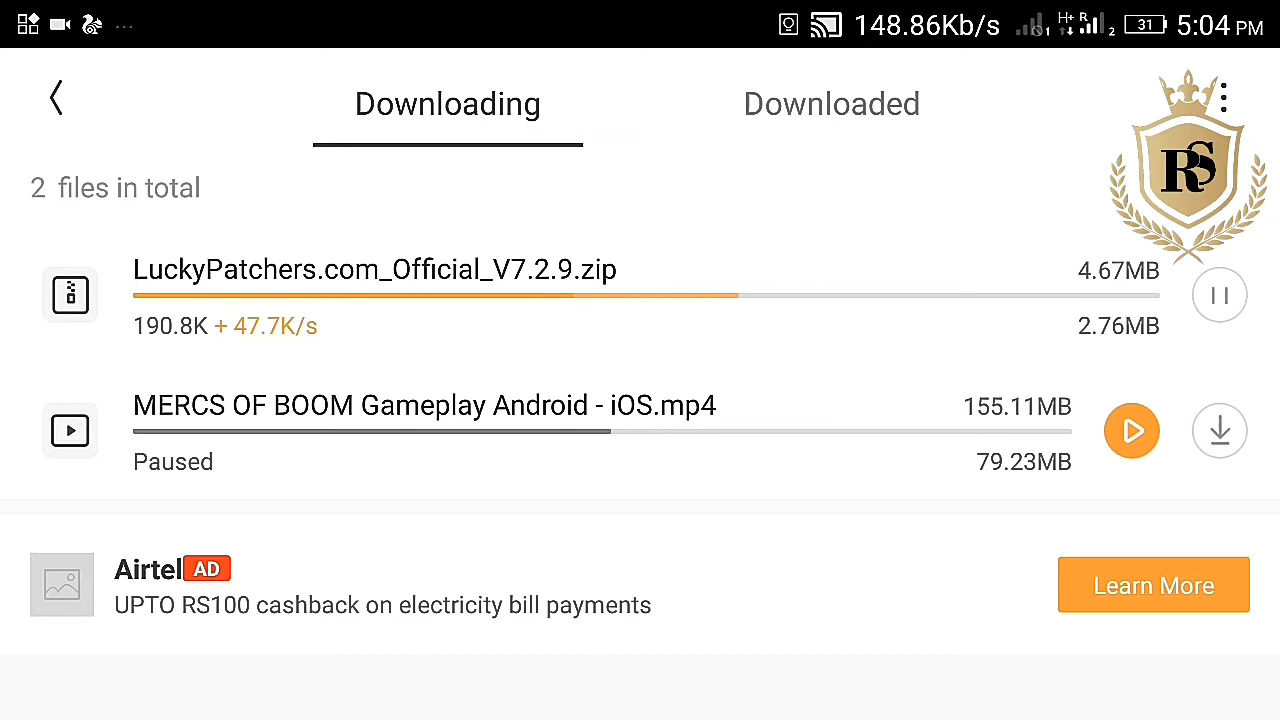 148.86Kb/s 1 H+ R 2 31 5:04 PM
Downloading Downloaded
RS
2 files in total
LuckyPatchers.com_Official_V7.2.9.zip 4.67MB
190.8K + 47.7K/s 2.76MB
MERCS OF BOOM Gameplay Android - iOS.mp4 155.11MB
Paused 79.23MB
Airtel AD
UPTO RS100 cashback on electricity bill payments
Learn More